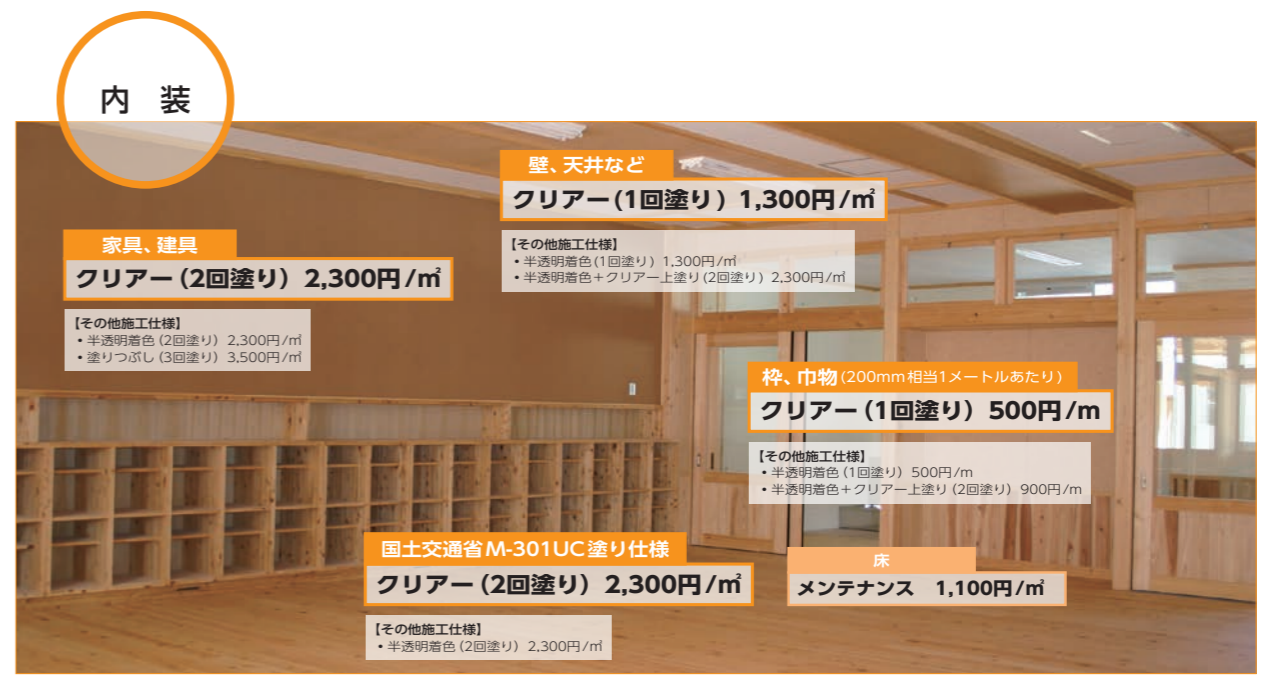 内 装
壁、天井など
クリアー(1回塗り) 1,300円/㎡
【その他施工仕様】
・半透明着色(1回塗り) 1,300円/㎡
・半透明着色+クリアー上塗り(2回塗り) 2,300円/㎡
家具、建具
クリアー(2回塗り) 2,300円/㎡
【その他施工仕様】
・半透明着色(2回塗り) 2,300円/㎡
・塗りつぶし(3回塗り) 3,500円/㎡
枠、巾物(200mm相当1メートルあたり)
クリアー(1回塗り) 500円/m
【その他施工仕様】
・半透明着色(1回塗り) 500円/m
・半透明着色+クリアー上塗り(2回塗り) 900円/m
国土交通省M-301UC塗り仕様
クリアー(2回塗り) 2,300円/㎡
【その他施工仕様】
・半透明着色(2回塗り) 2,300円/㎡
床
メンテナンス 1,100円/㎡